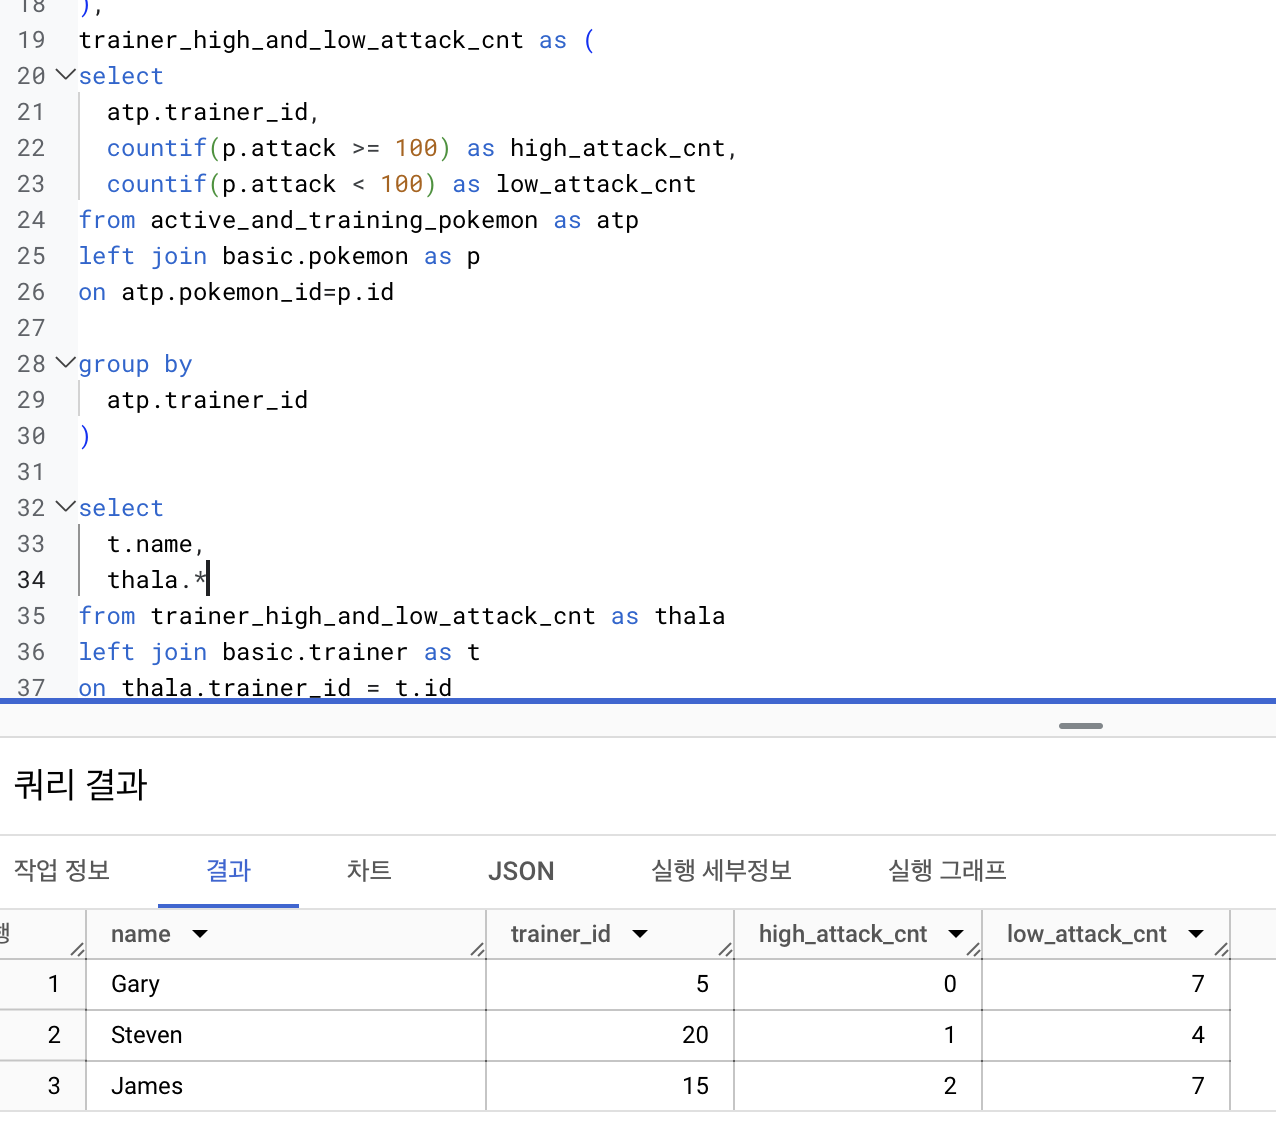 18 ),
19 trainer_high_and_low_attack_cnt as (
20 select
21 atp.trainer_id,
22 countif(p.attack >= 100) as high_attack_cnt,
23 countif(p.attack < 100) as low_attack_cnt
24 from active_and_training_pokemon as atp
25 left join basic.pokemon as p
26 on atp.pokemon_id=p.id
27
28 group by
29 atp.trainer_id
30 )
31
32 select
33 t.name,
34 thala.*
35 from trainer_high_and_low_attack_cnt as thala
36 left join basic.trainer as t
37 on thala.trainer_id = t.id
쿼리 결과
작업 정보 결과 차트 JSON 실행 세부정보 실행 그래프
행 name trainer_id high_attack_cnt low_attack_cnt
1 Gary 5 0 7
2 Steven 20 1 4
3 James 15 2 7